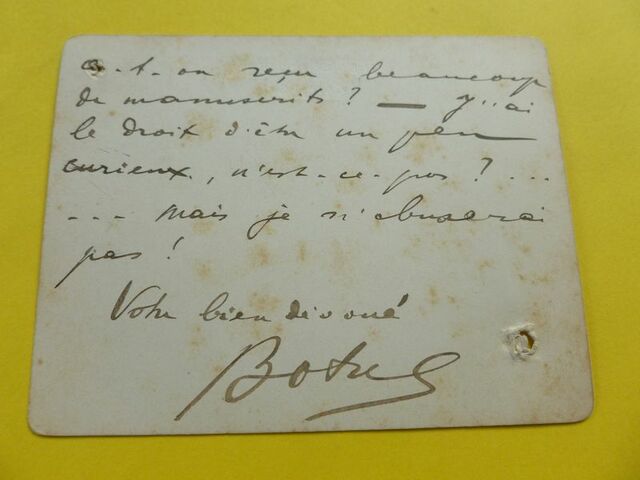 a-t-on reçu beaucoup
de manuscrits? — J'ai
le droit d'être un peu
curieux, n'est-ce-pas? ...
... Mais je n'abuserai
pas!
Votre bien dévoué
Botrel